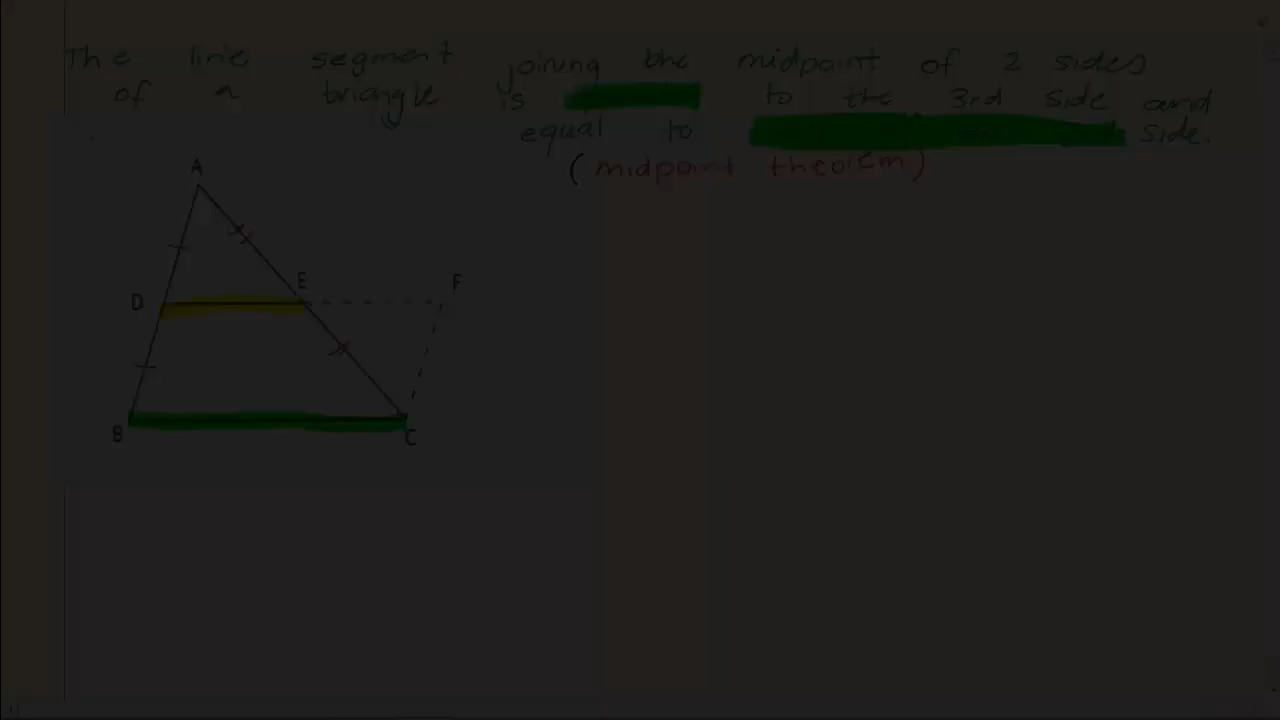 The line segment joining the midpoint of 2 sides
of a triangle is to the 3rd side and
equal to side.
(midpoint theorem)
A
E
F
D
B
C